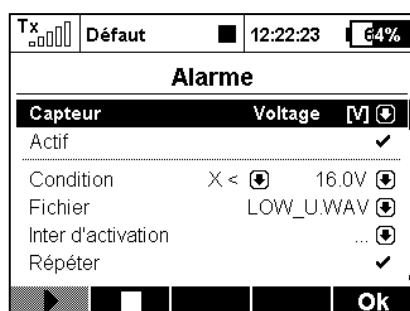 Tx Défaut 12:22:23 64%
Alarme
Capteur Voltage [V]
Actif
Condition X < 16.0V
Fichier LOW_U.WAV
Inter d'activation ...
Répéter
Ok